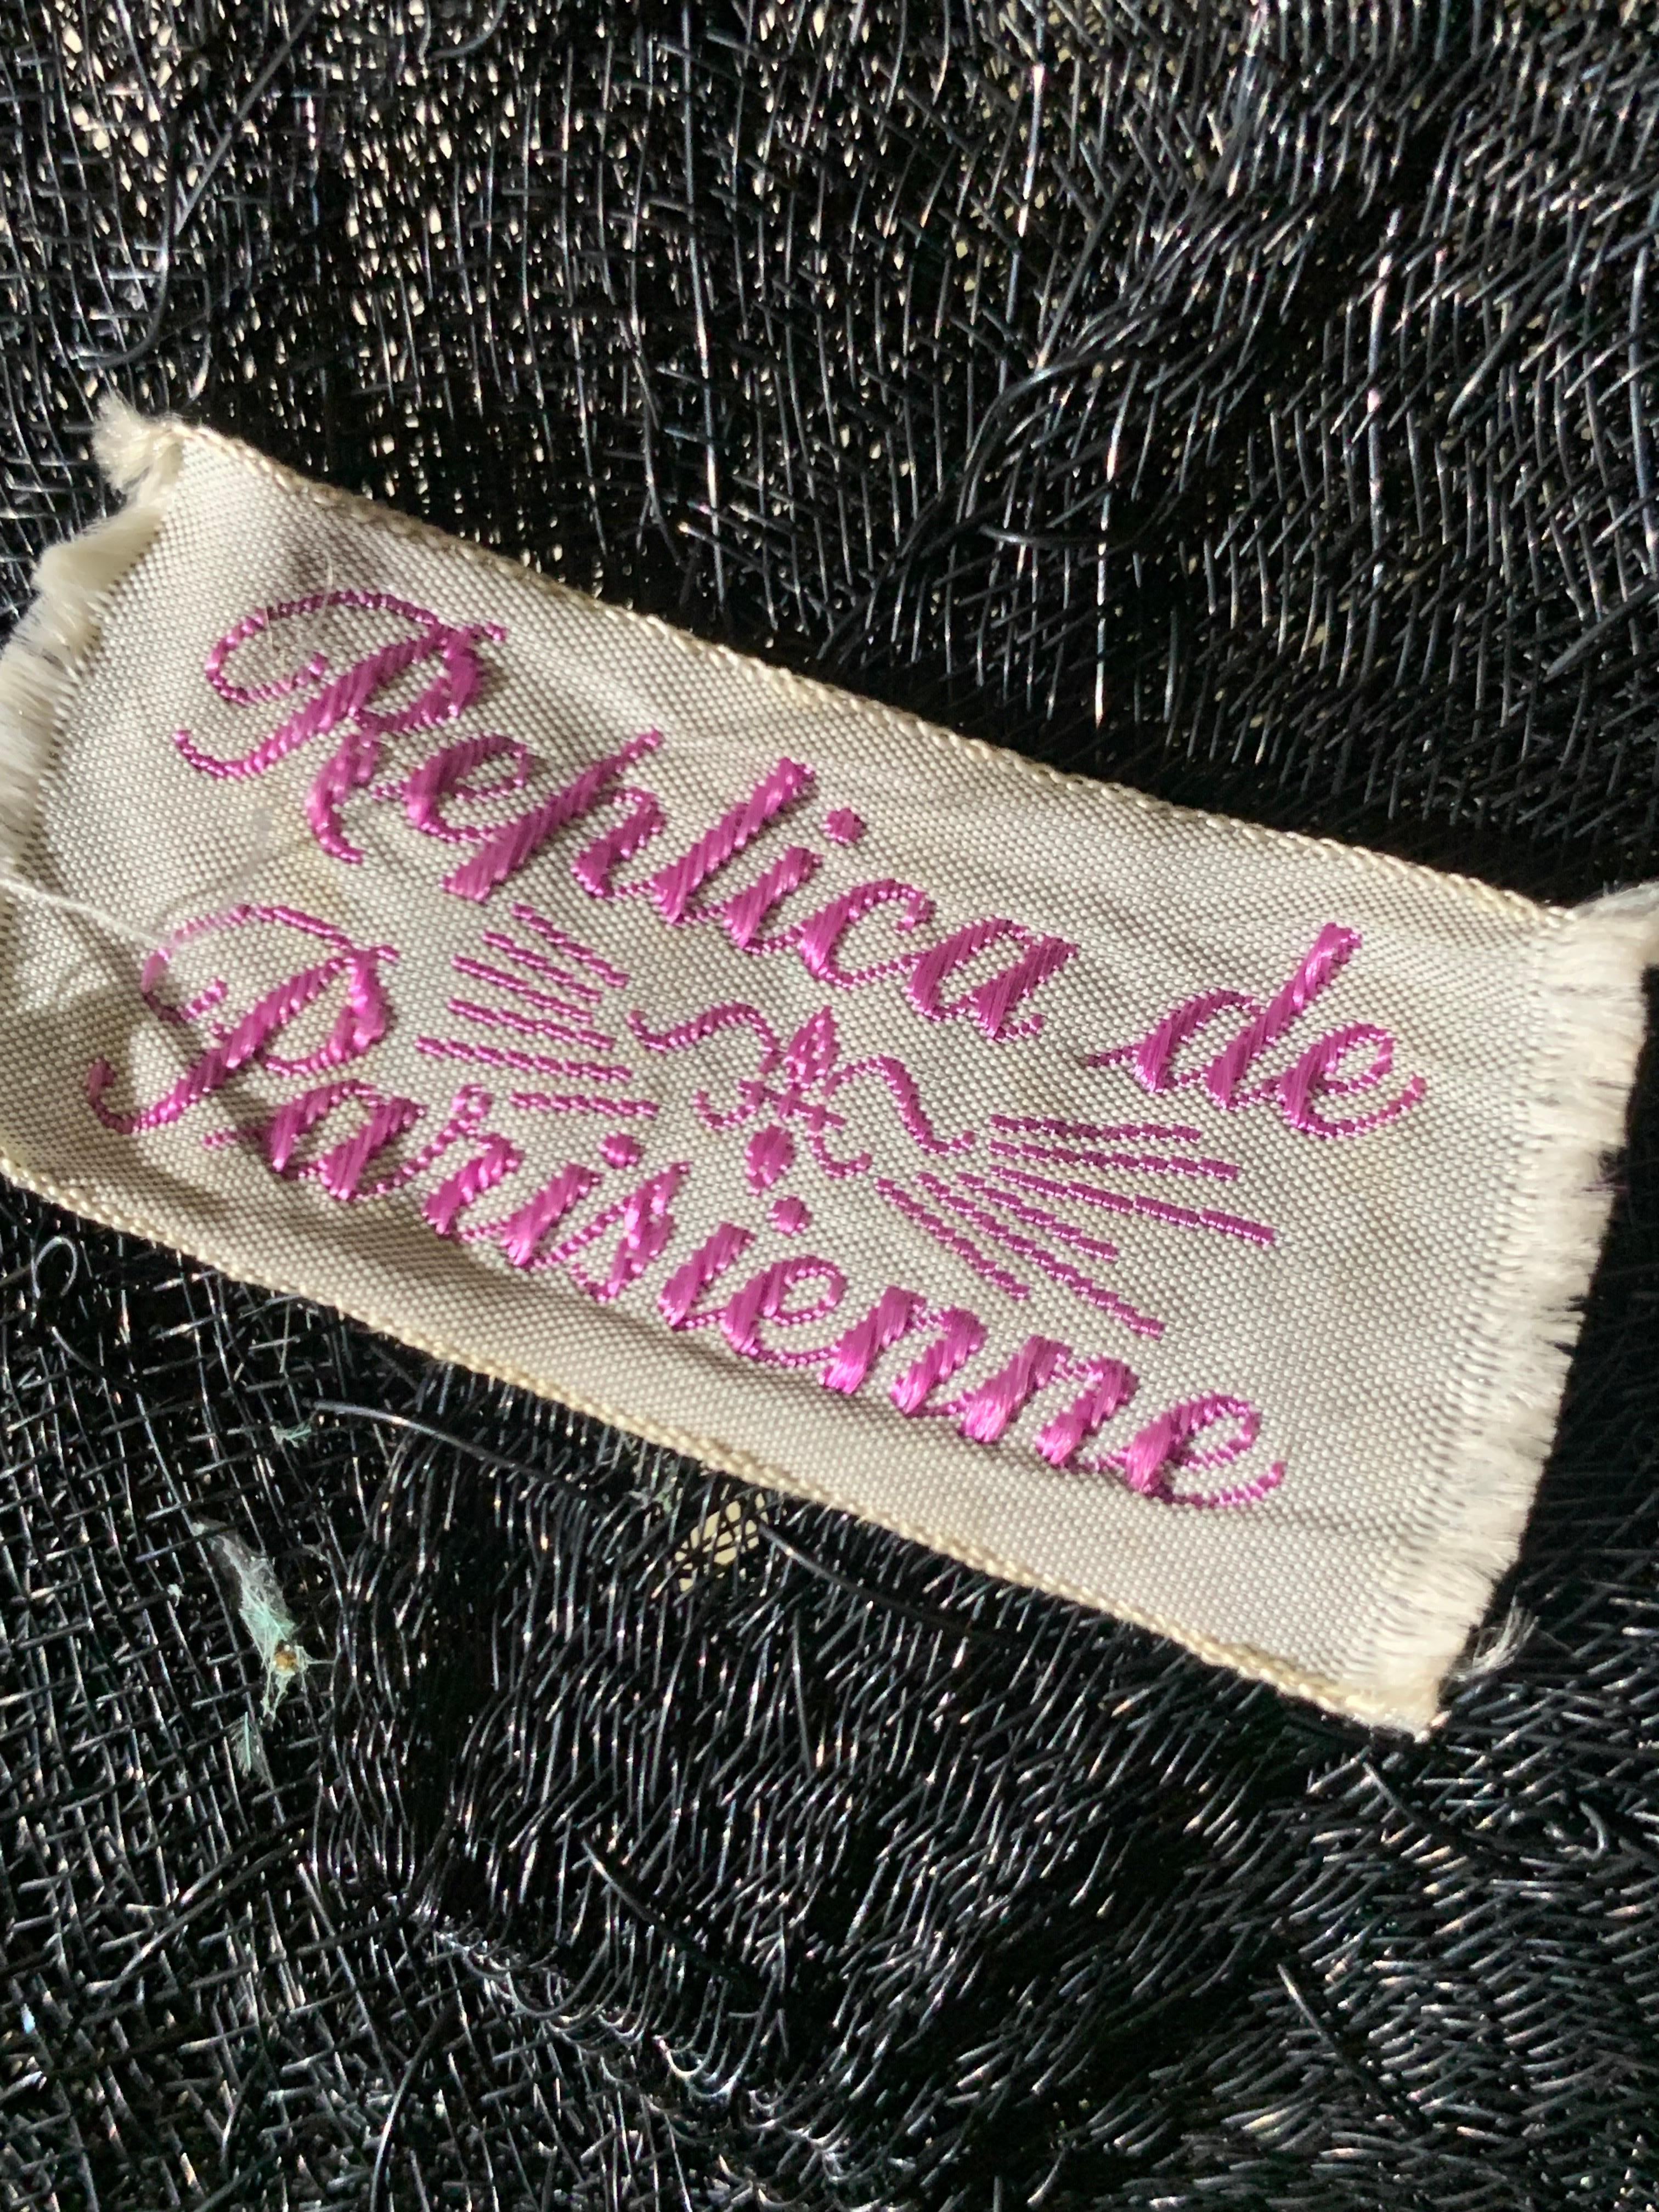 Replica de
Parisienne